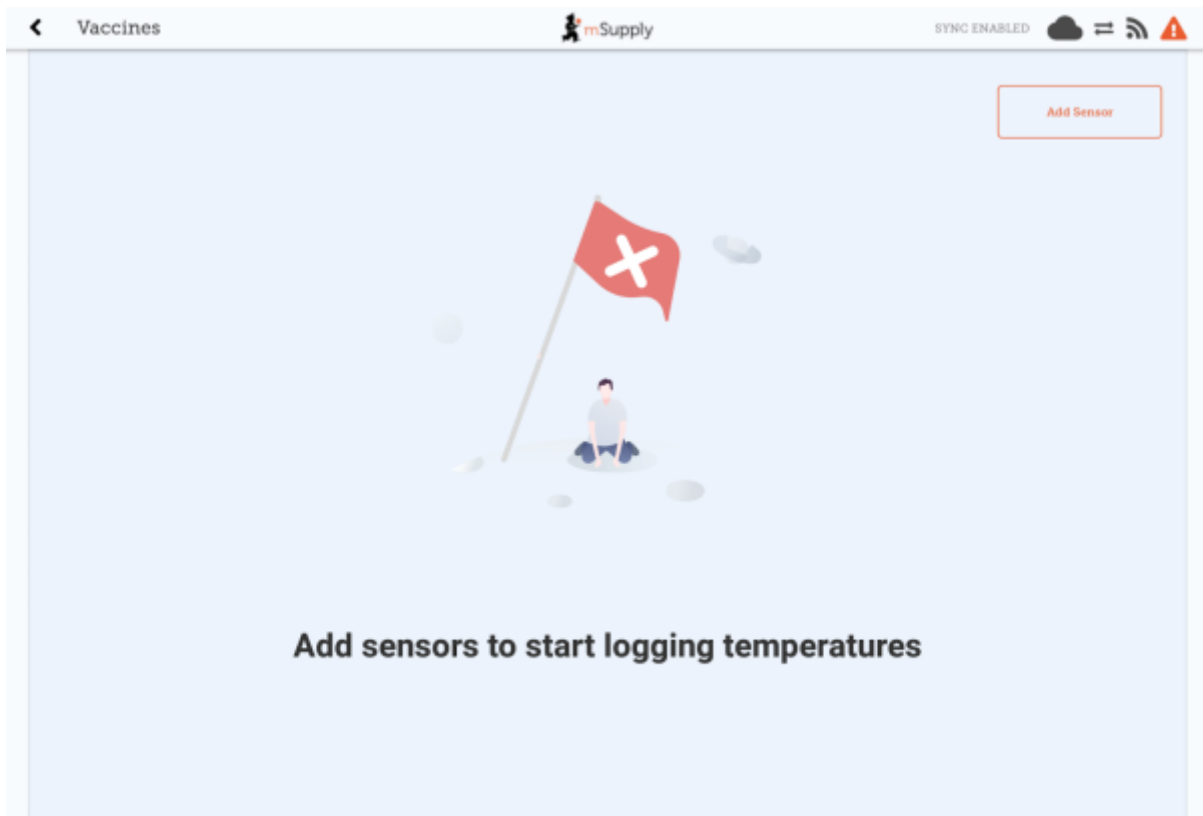 Vaccines
mSupply
SYNC ENABLED
Add Sensor
Add sensors to start logging temperatures